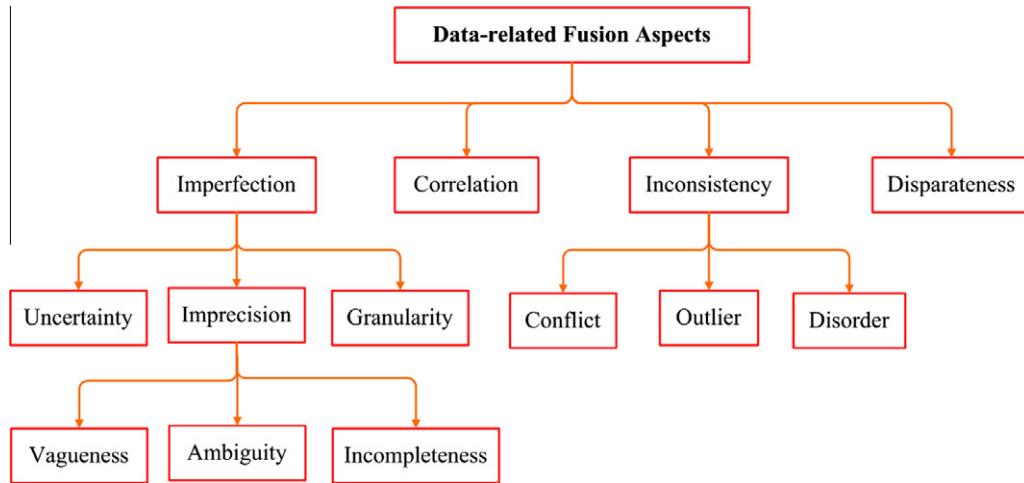 Data-related Fusion Aspects
Imperfection
Correlation
Inconsistency
Disparateness
Uncertainty
Imprecision
Granularity
Conflict
Outlier
Disorder
Vagueness
Ambiguity
Incompleteness